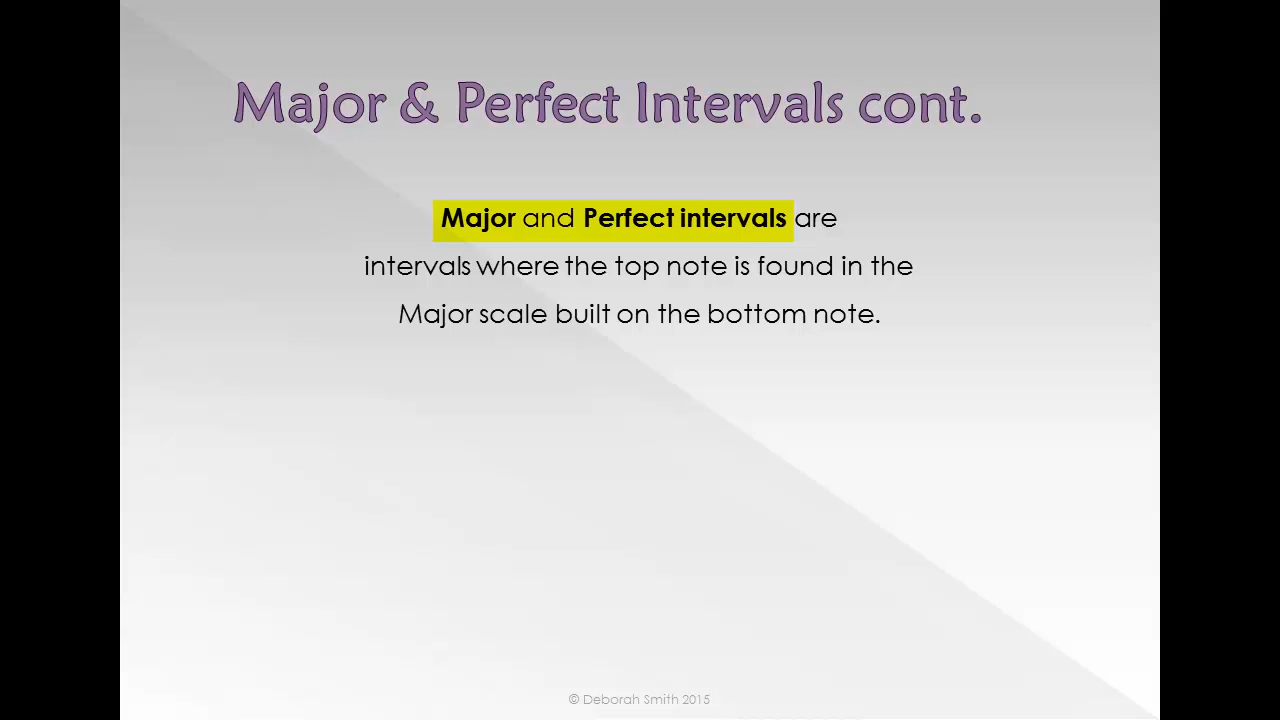 Major & Perfect Intervals cont.
Major and Perfect intervals are
intervals where the top note is found in the
Major scale built on the bottom note.
© Deborah Smith 2015